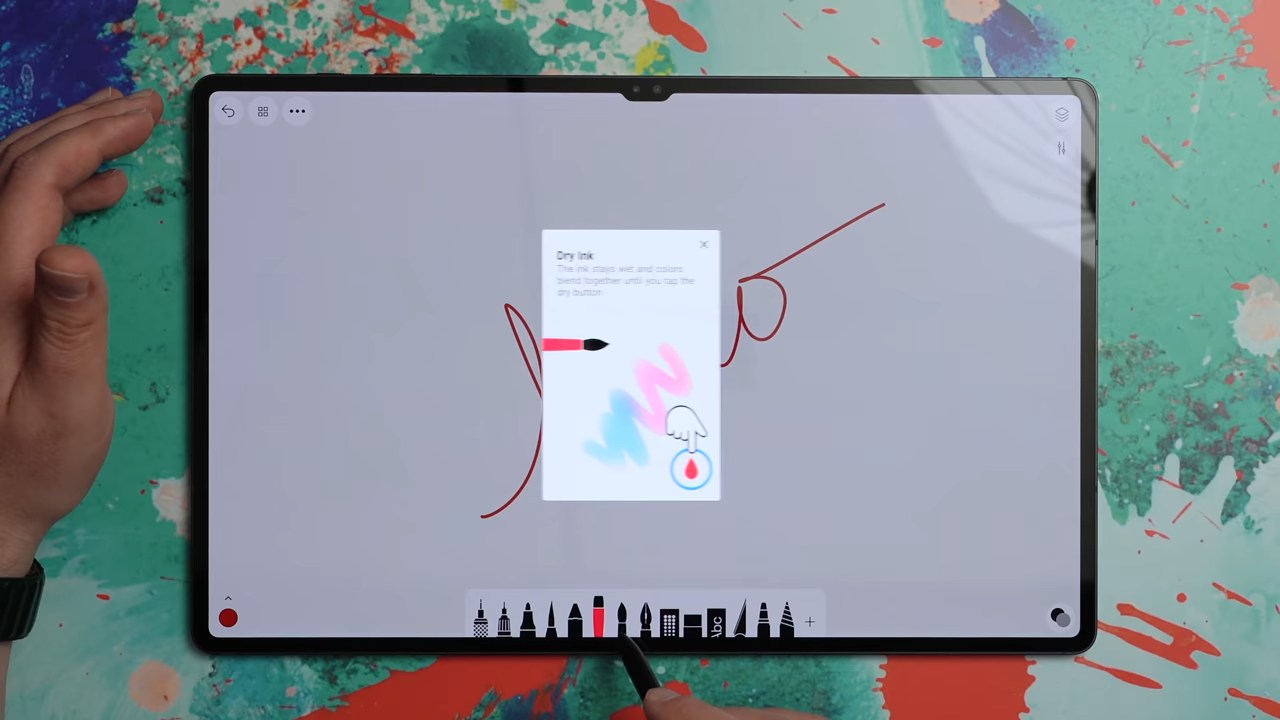 Dry Ink
The ink stays wet and colors
blend together until you tap the
dry button
Abc